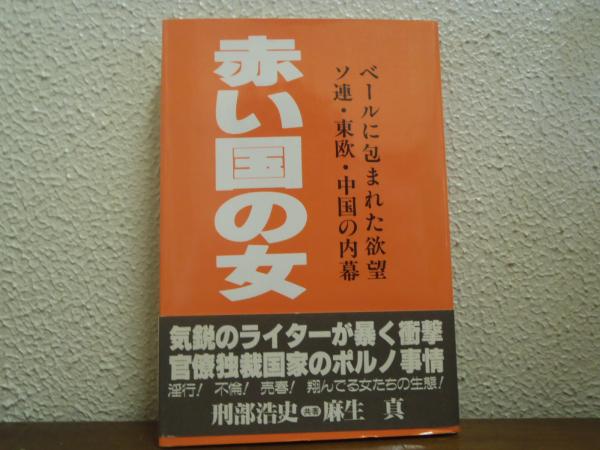 赤い国の女
ベールに包まれた欲望
ソ連・東欧・中国の内幕
気鋭のライターが暴く衝撃
官僚独裁国家のポルノ事情
淫行！不倫！売春！翔んでる女たちの生態！
刑部浩史 共著 麻生 真